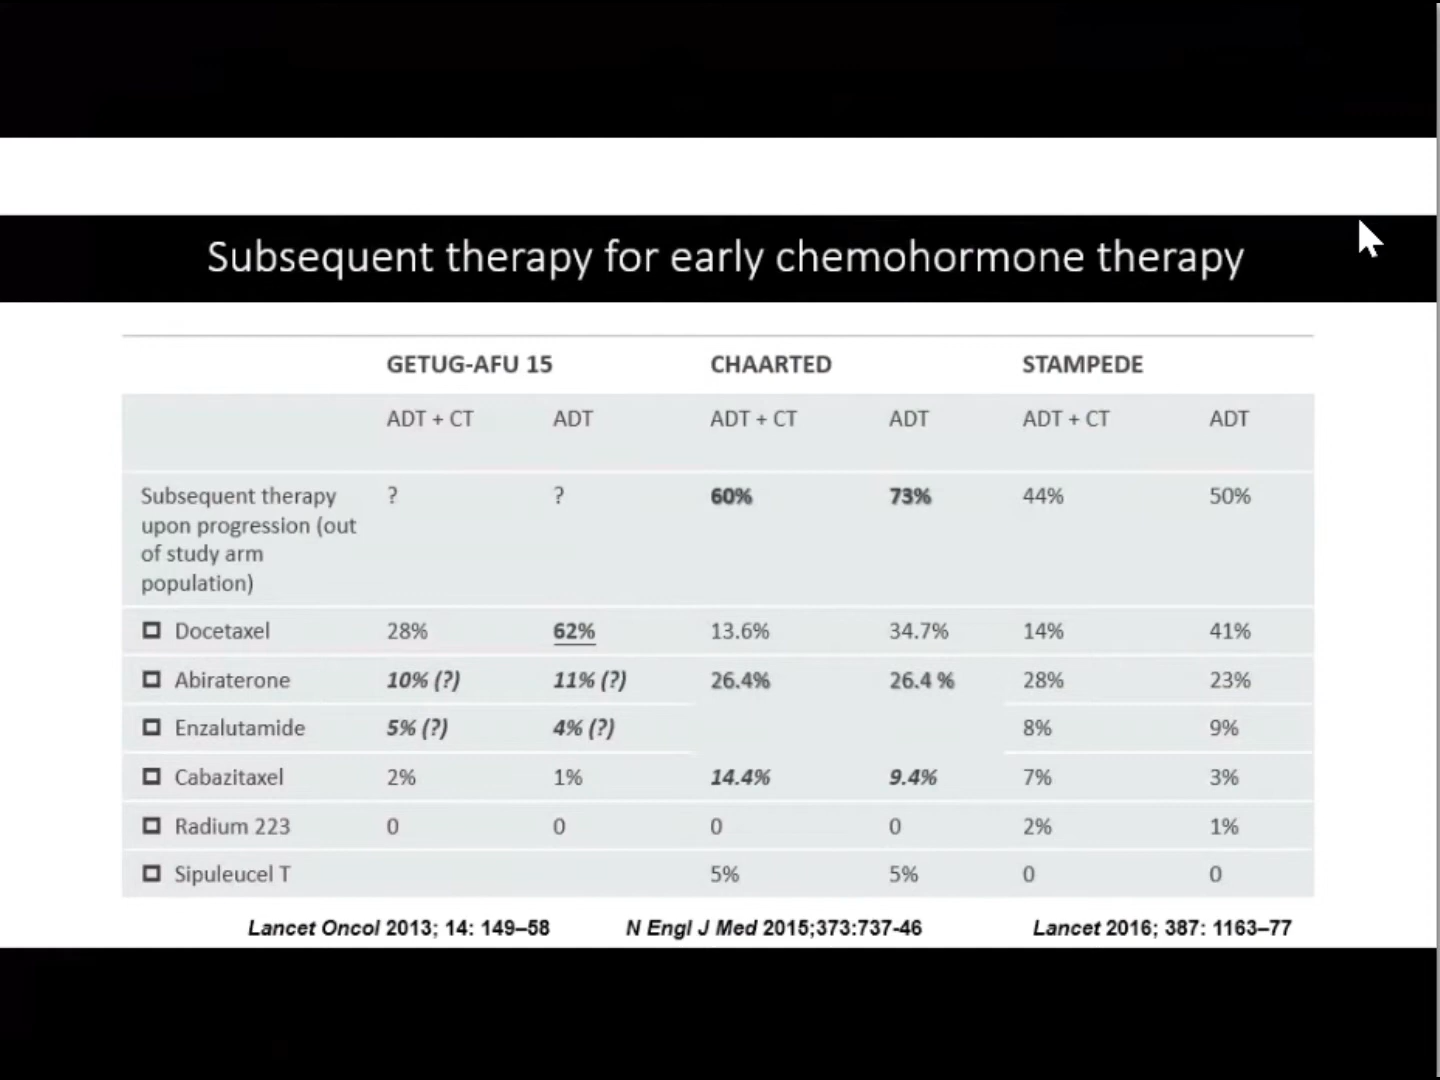 Subsequent therapy for early chemohormone therapy
GETUG-AFU 15 CHAARTED STAMPEDE
ADT + CT ADT ADT + CT ADT ADT + CT ADT
Subsequent therapy ? ? 60% 73% 44% 50%
upon progression (out
of study arm
population)
Docetaxel 28% 62% 13.6% 34.7% 14% 41%
Abiraterone 10% (?) 11% (?) 26.4% 26.4 % 28% 23%
Enzalutamide 5% (?) 4% (?) 8% 9%
Cabazitaxel 2% 1% 14.4% 9.4% 7% 3%
Radium 223 0 0 0 0 2% 1%
Sipuleucel T 5% 5% 0 0
Lancet Oncol 2013; 14: 149–58 N Engl J Med 2015;373:737-46 Lancet 2016; 387: 1163–77